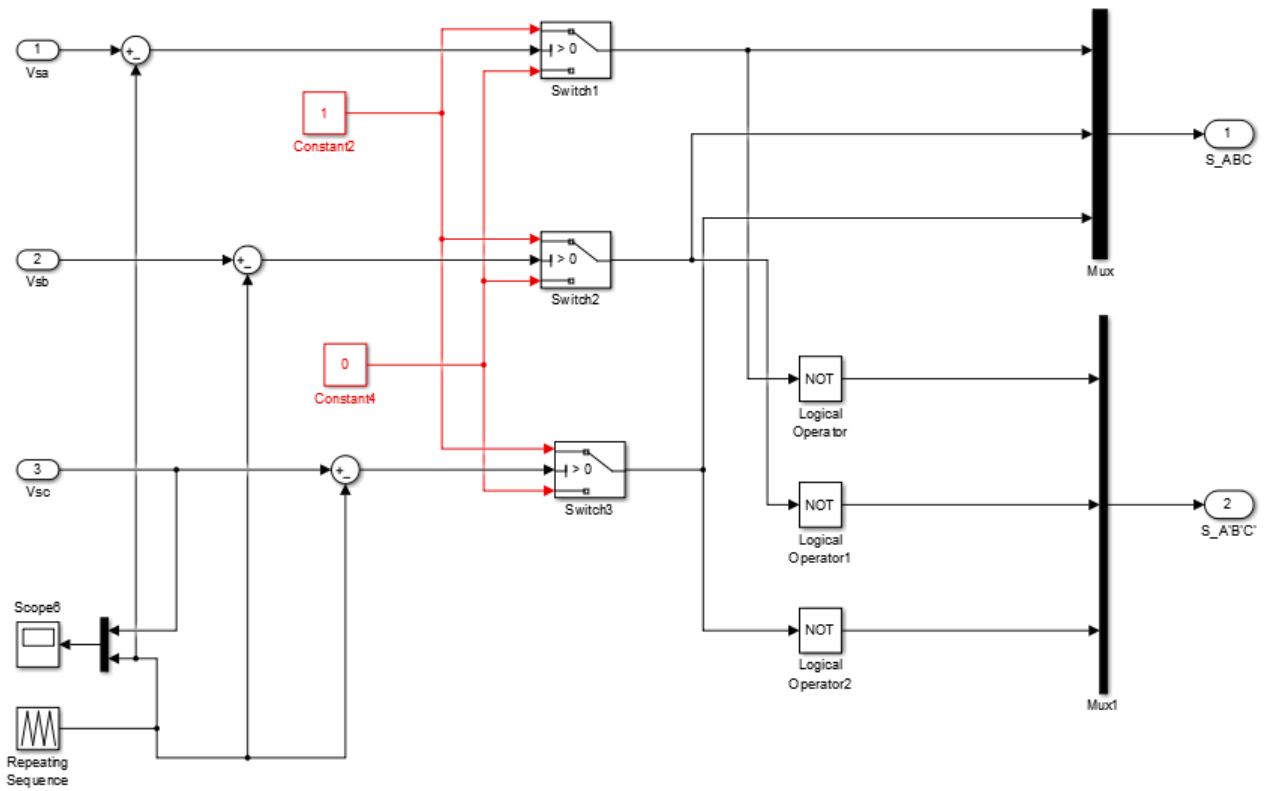 1
Vsa
+
−
> 0
Switch1
1
Constant2
1
S_ABC
2
Vsb
+
−
> 0
Switch2
Mux
0
Constant4
NOT
Logical
Operator
3
Vsc
+
−
> 0
Switch3
NOT
Logical
Operator1
2
S_A'B'C'
Scope6
NOT
Logical
Operator2
Mux1
Repeating
Sequence